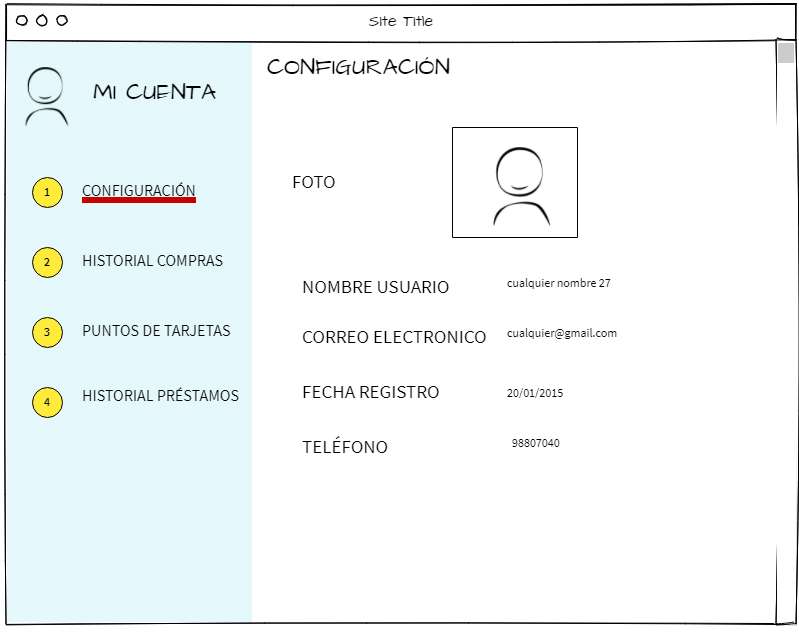 Site Title
MI CUENTA
1 CONFIGURACIÓN
2 HISTORIAL COMPRAS
3 PUNTOS DE TARJETAS
4 HISTORIAL PRÉSTAMOS
CONFIGURACIÓN
FOTO
NOMBRE USUARIO cualquier nombre 27
CORREO ELECTRONICO cualquier@gmail.com
FECHA REGISTRO 20/01/2015
TELÉFONO 98807040